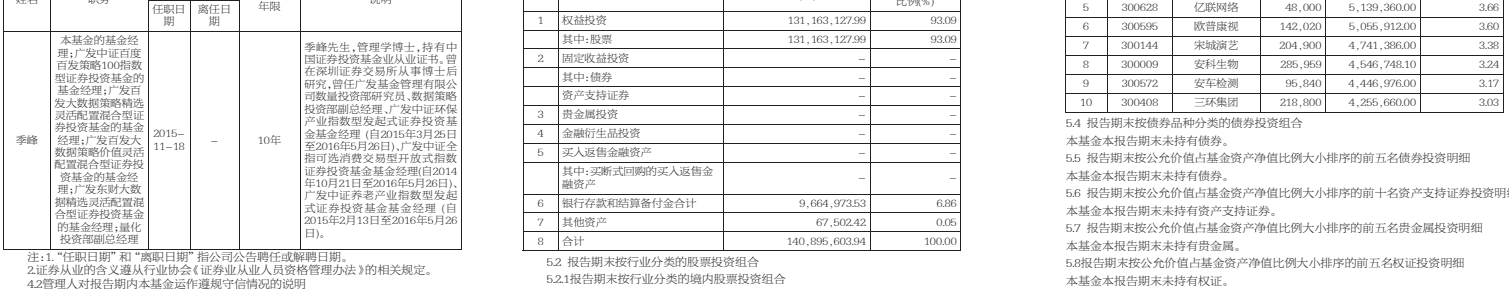 姓名 职务 任职日期 离任日期 年限 说明
季峰
本基金的基金经
理;广发中证百度
百发策略100指数
型证券投资基金的
基金经理;广发百
发大数据策略精选
灵活配置混合型证
券投资基金的基金
经理;广发百发大
数据策略价值灵活
配置混合型证券投
资基金的基金经
理;广发东财大数
据精选灵活配置混
合型证券投资基金
的基金经理;量化
投资部副总经理
2015–
11–18
–
10年
季峰先生,管理学博士,持有中
国证券投资基金业从业证书。曾
在深圳证券交易所从事博士后
研究,曾任广发基金管理有限公
司数量投资部研究员、数据策略
投资部副总经理、广发中证环保
产业指数型发起式证券投资基
金基金经理 (自2015年3月25日
至2016年5月26日)、广发中证全
指可选消费交易型开放式指数
证券投资基金基金经理(自2014
年10月21日至2016年5月26日)、
广发中证养老产业指数型发起
式证券投资基金基金经理 (自
2015年2月13日至2016年5月26
日)。
注:1. “任职日期” 和 “离职日期” 指公司公告聘任或解聘日期。
2.证券从业的含义遵从行业协会《证券业从业人员资格管理办法》的相关规定。
4.2管理人对报告期内本基金运作遵规守信情况的说明
比例(%)
1 权益投资 131,163,127.99 93.09
其中:股票 131,163,127.99 93.09
2 固定收益投资 – –
其中:债券 – –
资产支持证券 – –
3 贵金属投资 – –
4 金融衍生品投资 – –
5 买入返售金融资产 – –
其中:买断式回购的买入返售金
融资产 – –
6 银行存款和结算备付金合计 9,664,973.53 6.86
7 其他资产 67,502.42 0.05
8 合计 140,895,603.94 100.00
5.2 报告期末按行业分类的股票投资组合
5.2.1报告期末按行业分类的境内股票投资组合
5 300628 亿联网络 48,000 5,139,360.00 3.66
6 300595 欧普康视 142,020 5,055,912.00 3.60
7 300144 宋城演艺 204,900 4,741,386.00 3.38
8 300009 安科生物 285,959 4,546,748.10 3.24
9 300572 安车检测 95,840 4,446,976.00 3.17
10 300408 三环集团 218,800 4,255,660.00 3.03
5.4 报告期末按债券品种分类的债券投资组合
本基金本报告期末未持有债券。
5.5 报告期末按公允价值占基金资产净值比例大小排序的前五名债券投资明细
本基金本报告期末未持有债券。
5.6 报告期末按公允价值占基金资产净值比例大小排序的前十名资产支持证券投资明
本基金本报告期末未持有资产支持证券。
5.7 报告期末按公允价值占基金资产净值比例大小排序的前五名贵金属投资明细
本基金本报告期末未持有贵金属。
5.8报告期末按公允价值占基金资产净值比例大小排序的前五名权证投资明细
本基金本报告期末未持有权证。